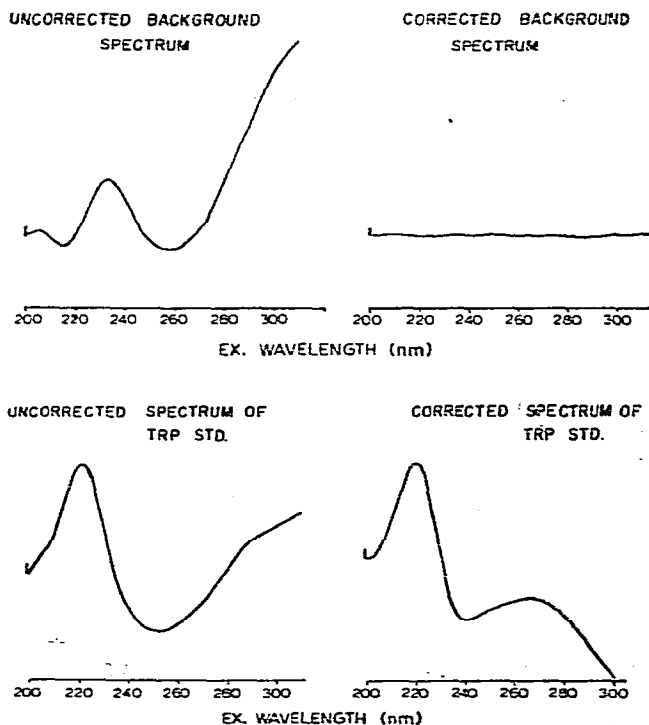 UNCORRECTED BACKGROUND
SPECTRUM
CORRECTED BACKGROUND
SPECTRUM
200 220 240 260 280 300
200 220 240 260 280 300
EX. WAVELENGTH (nm)
UNCORRECTED SPECTRUM OF
TRP STD.
CORRECTED SPECTRUM OF
TRP STD.
200 220 240 260 280 300
200 220 240 260 280 300
EX. WAVELENGTH (nm)